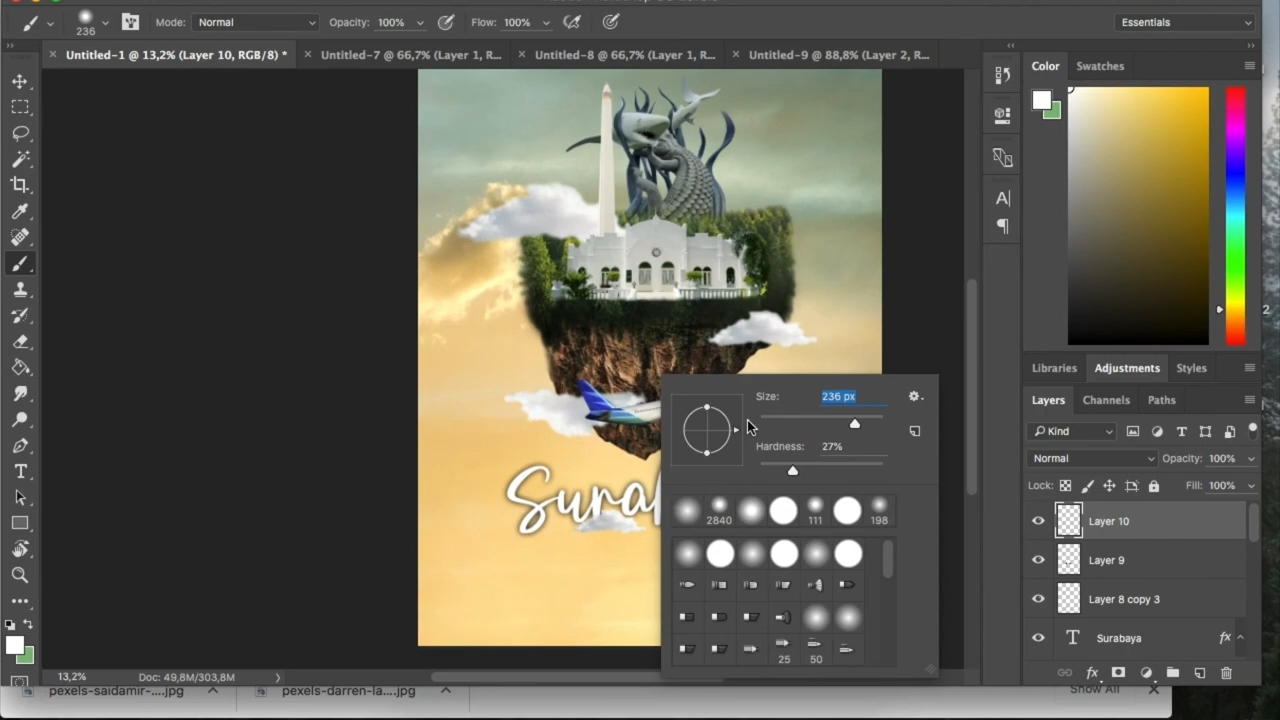 236
Mode:
Normal
Opacity: 100%
Flow: 100%
Essentials
Untitled-1 @ 13,2% (Layer 10, RGB/8) *
Untitled-7 @ 66,7% (Layer 1, R...
Untitled-8 @ 66,7% (Layer 1, R...
Untitled-9 @ 88,8% (Layer 2, R...
Color
Swatches
2
Libraries
Adjustments
Styles
Layers
Channels
Paths
Kind
Normal
Opacity: 100%
Lock:
Fill: 100%
Layer 10
Layer 9
Layer 8 copy 3
Surabaya
fx
fx
Size:
236 px
Hardness:
27%
2840
111
198
25
50
13,2%
Doc: 49,8M/303,8M
pexels-saidamir-....jpg
pexels-darren-la....jpg
Show All